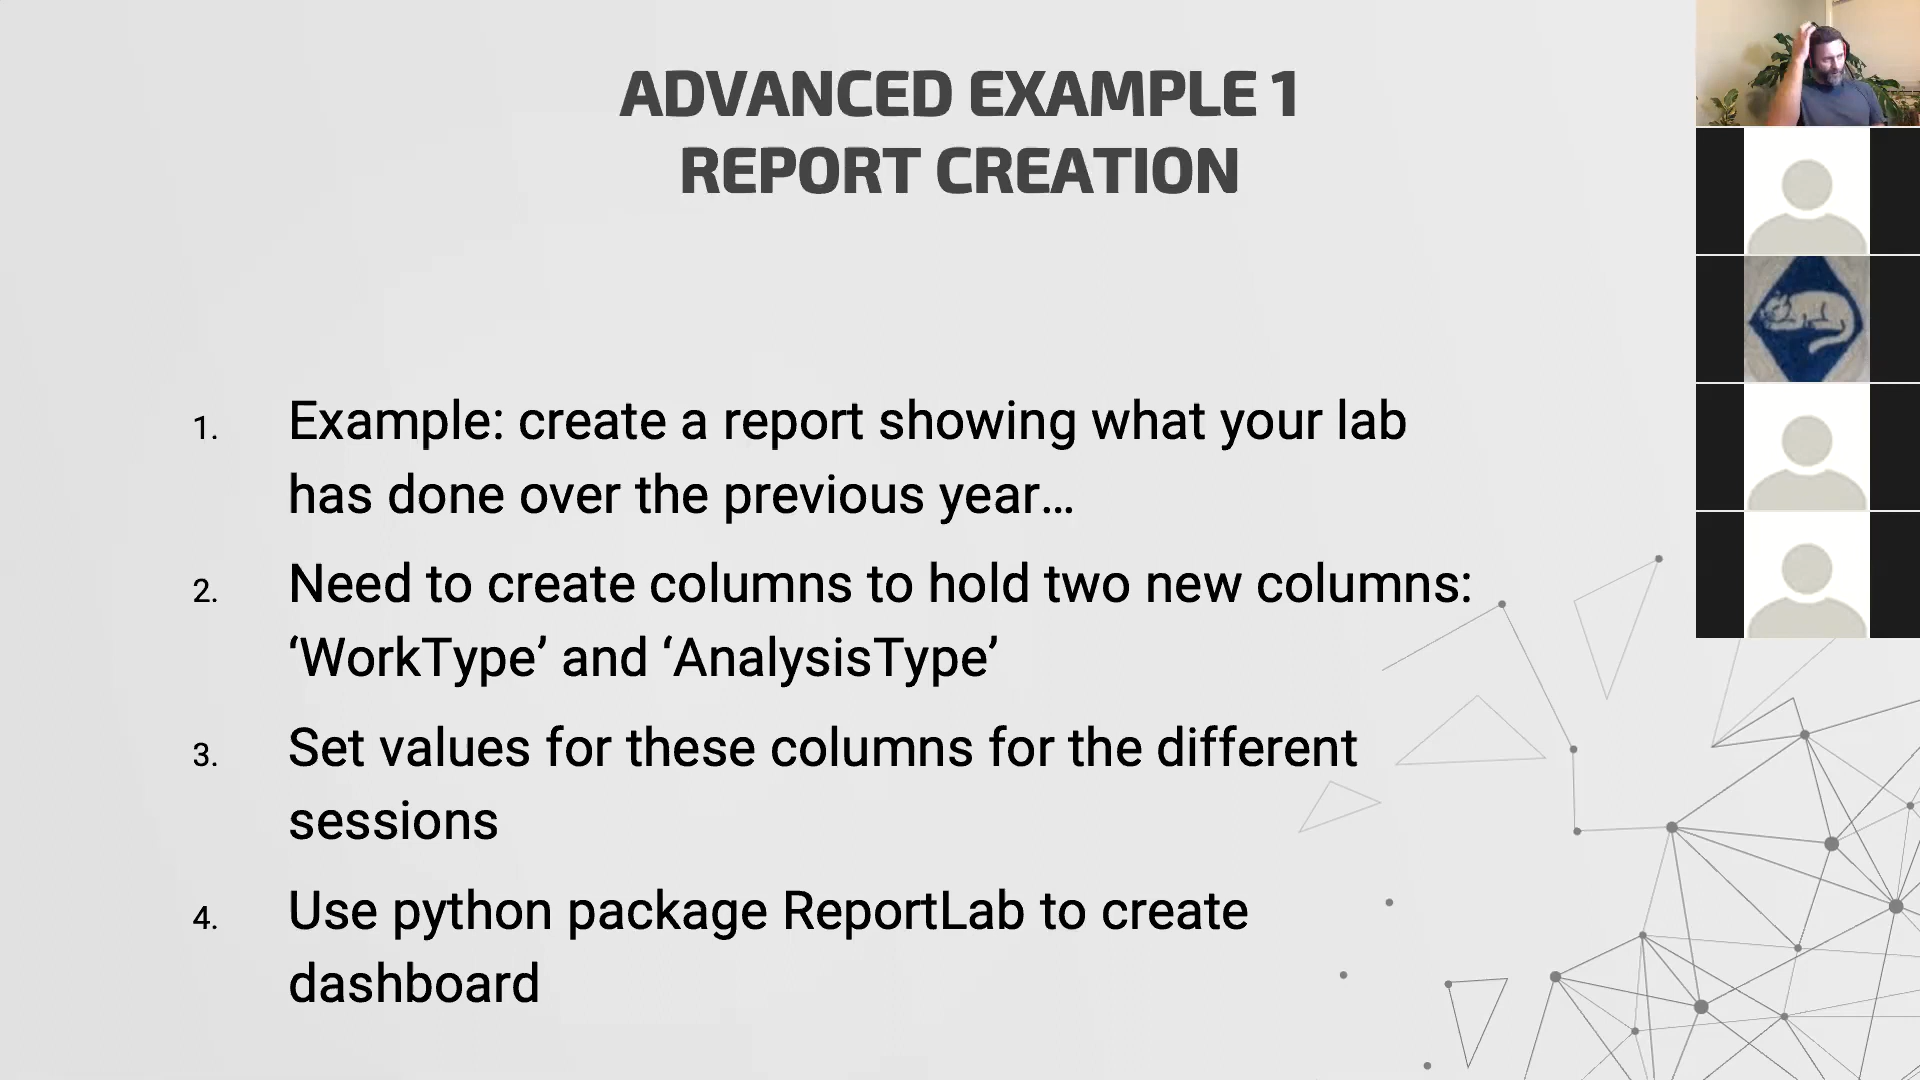 ADVANCED EXAMPLE 1
REPORT CREATION
1. Example: create a report showing what your lab
has done over the previous year…
2. Need to create columns to hold two new columns:
‘WorkType’ and ‘AnalysisType’
3. Set values for these columns for the different
sessions
4. Use python package ReportLab to create
dashboard